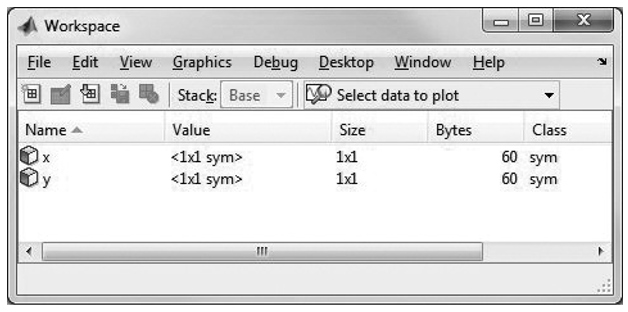 Workspace
File Edit View Graphics Debug Desktop Window Help
Stack: Base Select data to plot
Name Value Size Bytes Class
x <1x1 sym> 1x1 60 sym
y <1x1 sym> 1x1 60 sym